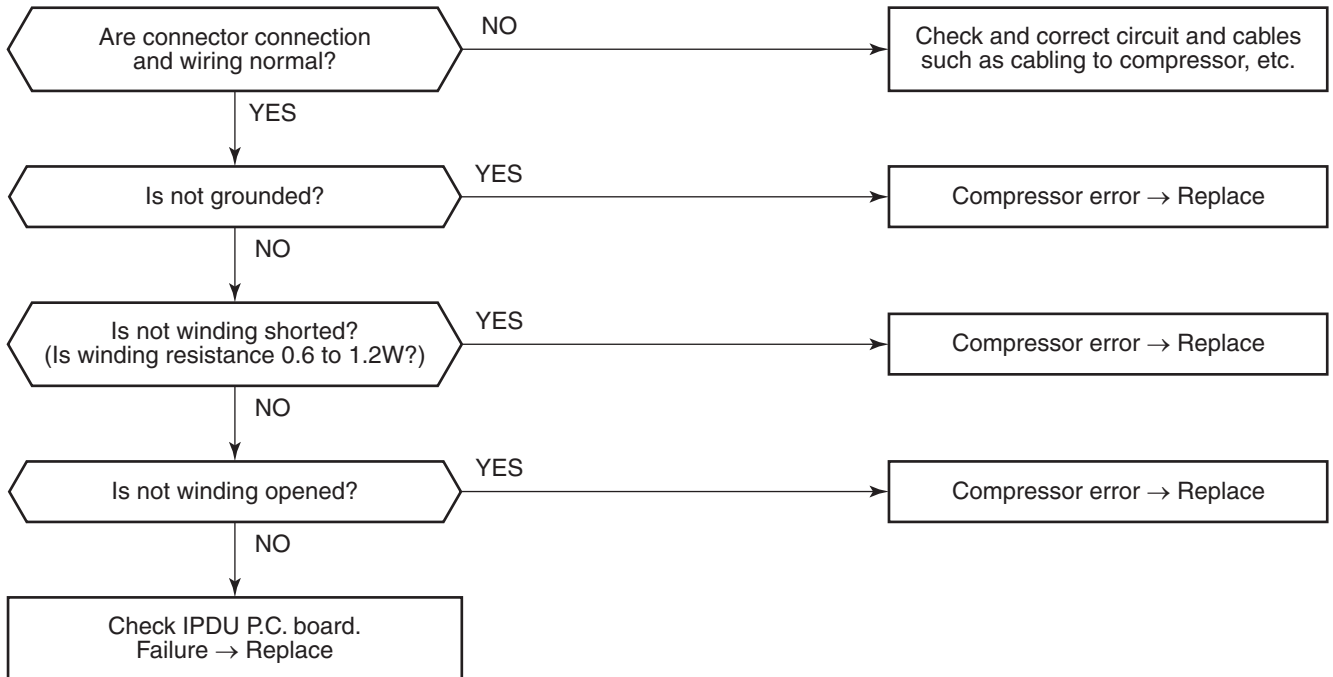 Are connector connection
and wiring normal?
NO
Check and correct circuit and cables
such as cabling to compressor, etc.
YES
Is not grounded?
YES
Compressor error → Replace
NO
Is not winding shorted?
(Is winding resistance 0.6 to 1.2W?)
YES
Compressor error → Replace
NO
Is not winding opened?
YES
Compressor error → Replace
NO
Check IPDU P.C. board.
Failure → Replace